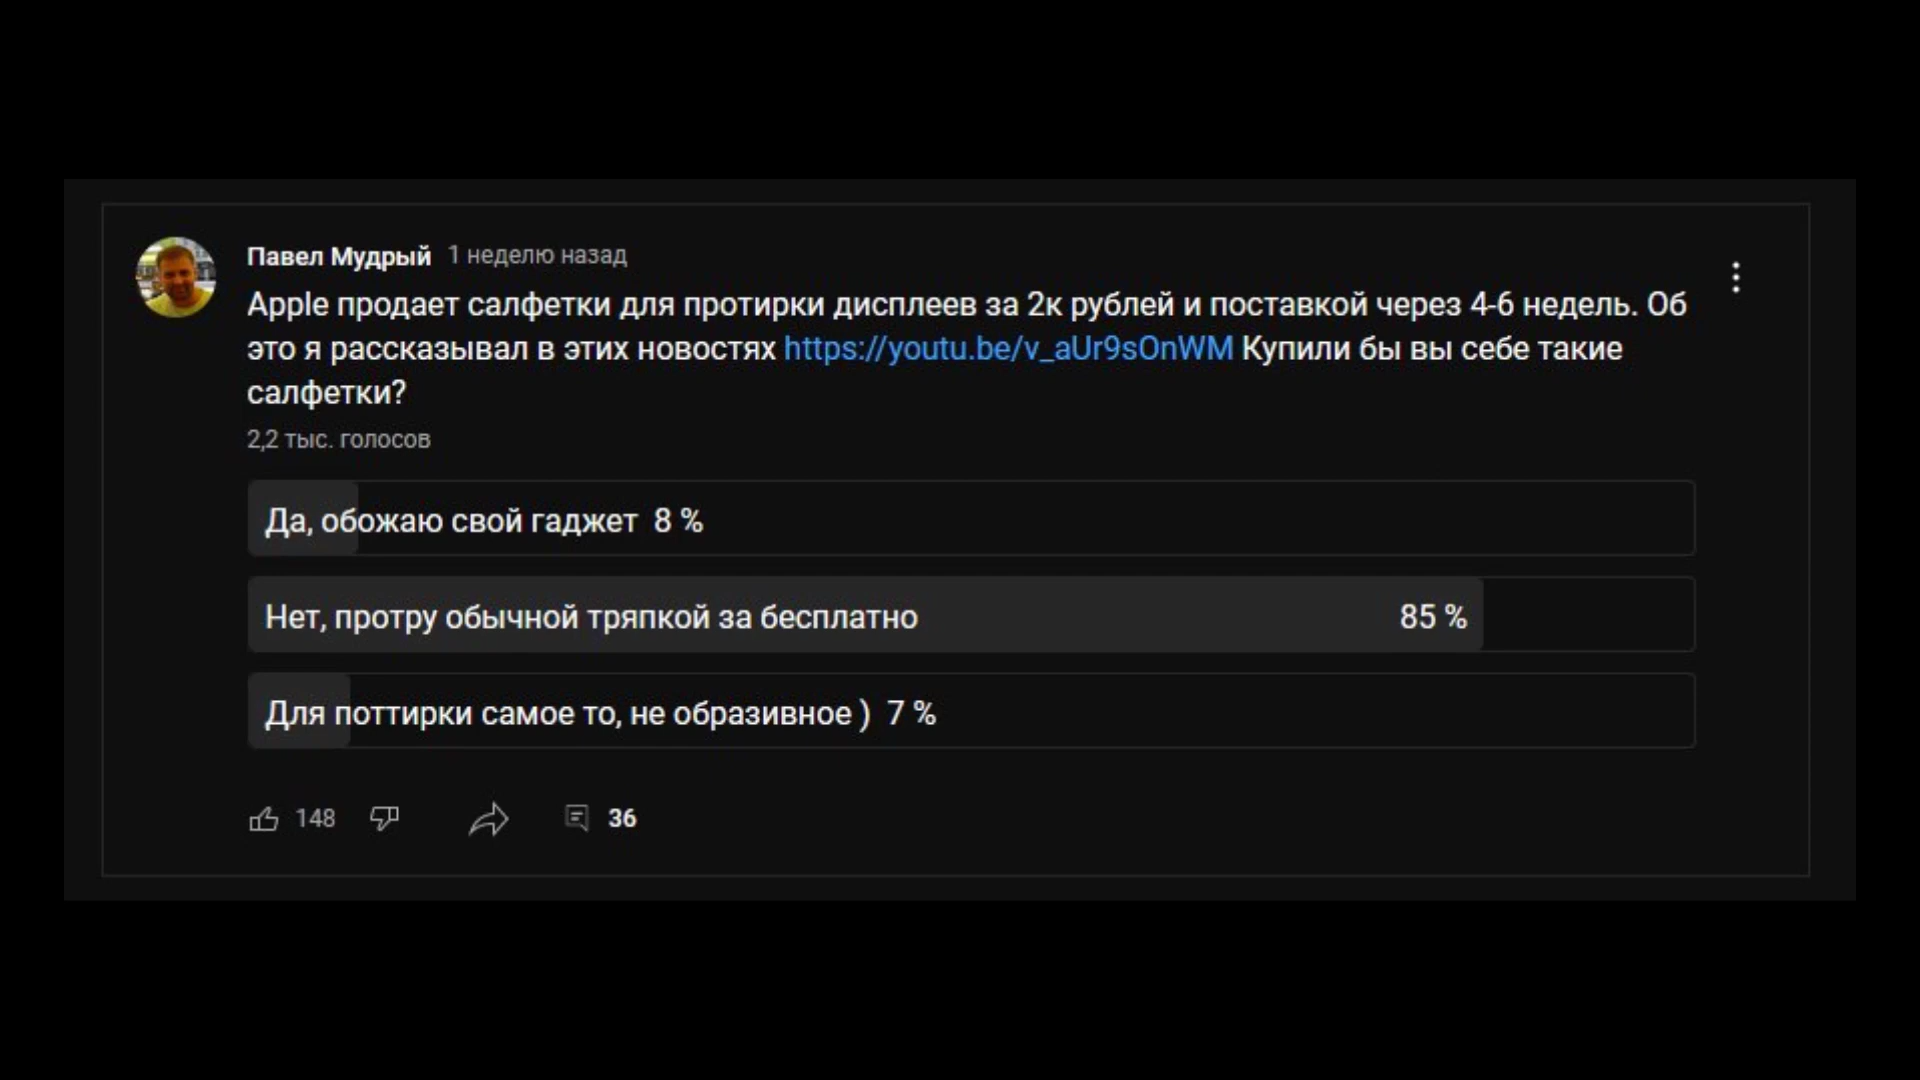 Павел Мудрый 1 неделю назад
Apple продает салфетки для протирки дисплеев за 2к рублей и поставкой через 4-6 недель. Об
это я рассказывал в этих новостях https://youtu.be/v_aUr9sOnWM Купили бы вы себе такие
салфетки?
2,2 тыс. голосов
Да, обожаю свой гаджет 8 %
Нет, протру обычной тряпкой за бесплатно 85 %
Для поттирки самое то, не образивное ) 7 %
148 36